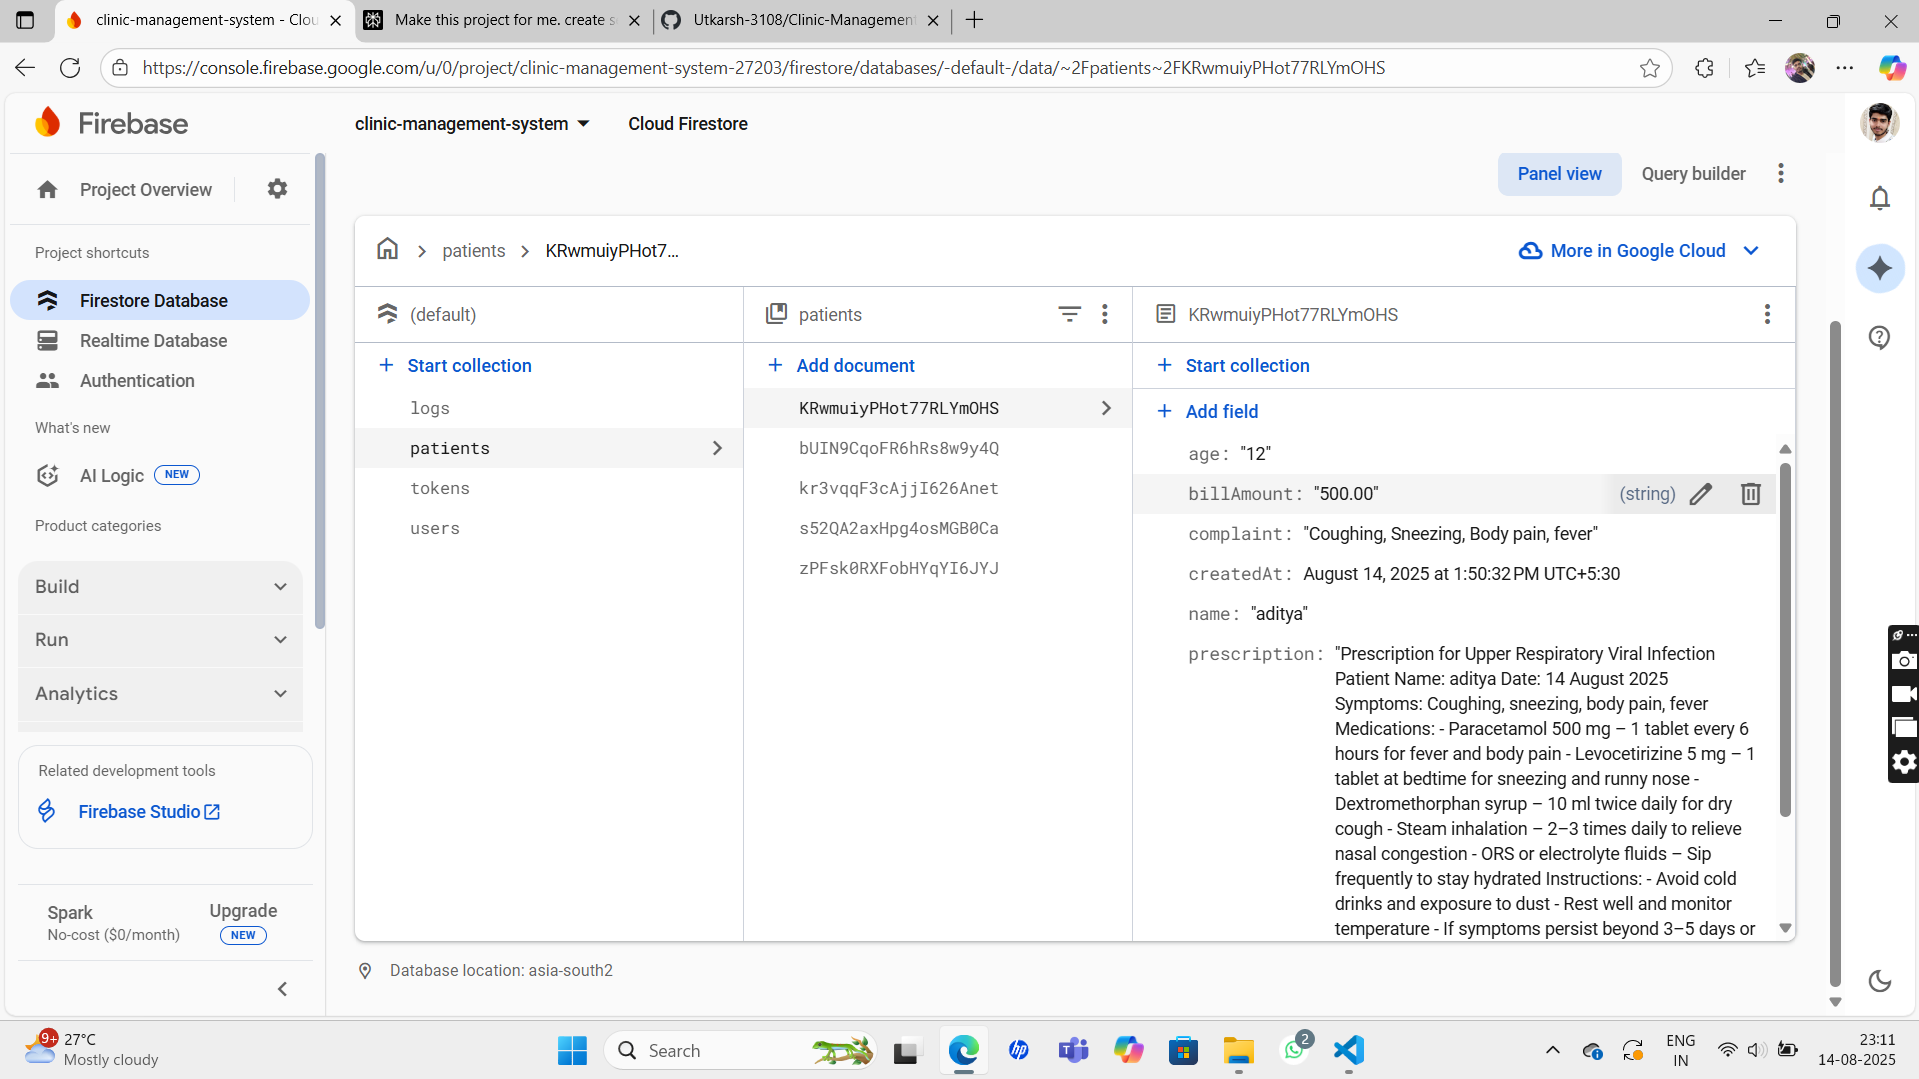 clinic-management-system - Clou
Make this project for me. create s
Utkarsh-3108/Clinic-Management
https://console.firebase.google.com/u/0/project/clinic-management-system-27203/firestore/databases/-default-/data/~2Fpatients~2FKRwmuiyPHot77RLYmOHS
Firebase
clinic-management-system
Cloud Firestore
Project Overview
Panel view
Query builder
Project shortcuts
Firestore Database
Realtime Database
Authentication
What's new
AI Logic NEW
Product categories
Build
Run
Analytics
Related development tools
Firebase Studio
Spark
No-cost ($0/month)
Upgrade
NEW
patients
KRwmuiyPHot7...
More in Google Cloud
(default)
Start collection
logs
patients
tokens
users
patients
Add document
KRwmuiyPHot77RLYmOHS
bUIN9CqoFR6hRs8w9y4Q
kr3vqqF3cAjjI626Anet
s52QA2axHpg4osMGB0Ca
zPFsk0RXFobHYqYI6JYJ
KRwmuiyPHot77RLYmOHS
Start collection
Add field
age: "12"
billAmount: "500.00" (string)
complaint: "Coughing, Sneezing, Body pain, fever"
createdAt: August 14, 2025 at 1:50:32 PM UTC+5:30
name: "aditya"
prescription: "Prescription for Upper Respiratory Viral Infection
Patient Name: aditya Date: 14 August 2025
Symptoms: Coughing, sneezing, body pain, fever
Medications: - Paracetamol 500 mg – 1 tablet every 6
hours for fever and body pain - Levocetirizine 5 mg – 1
tablet at bedtime for sneezing and runny nose -
Dextromethorphan syrup – 10 ml twice daily for dry
cough - Steam inhalation – 2–3 times daily to relieve
nasal congestion - ORS or electrolyte fluids – Sip
frequently to stay hydrated Instructions: - Avoid cold
drinks and exposure to dust - Rest well and monitor
temperature - If symptoms persist beyond 3–5 days or
Database location: asia-south2
9+
27°C
Mostly cloudy
Search
hp
2
ENG
IN
23:11
14-08-2025